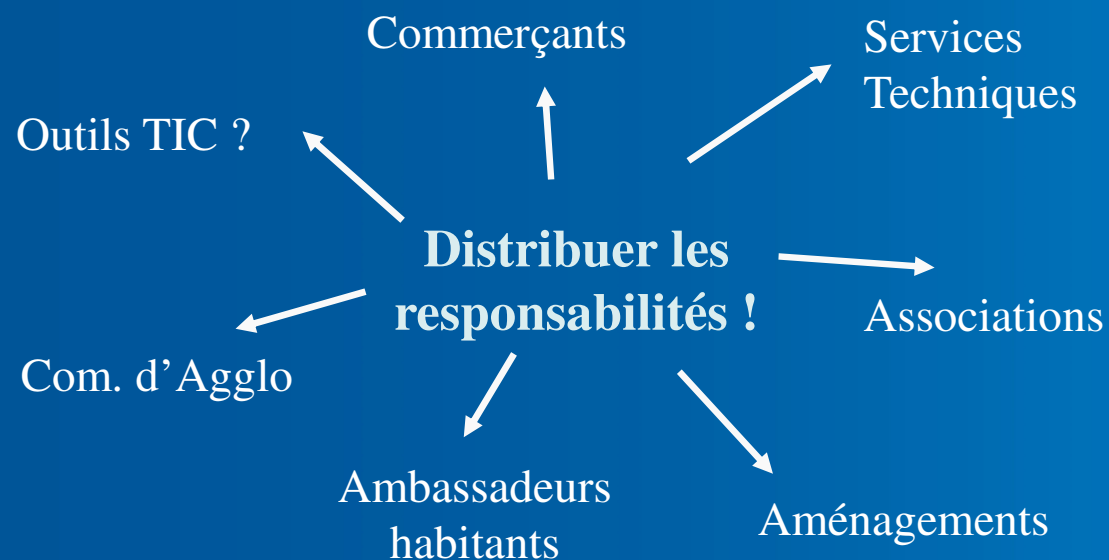 Commerçants
Services
Techniques
Outils TIC ?
Distribuer les
responsabilités !
Associations
Com. d’Agglo
Ambassadeurs
habitants
Aménagements